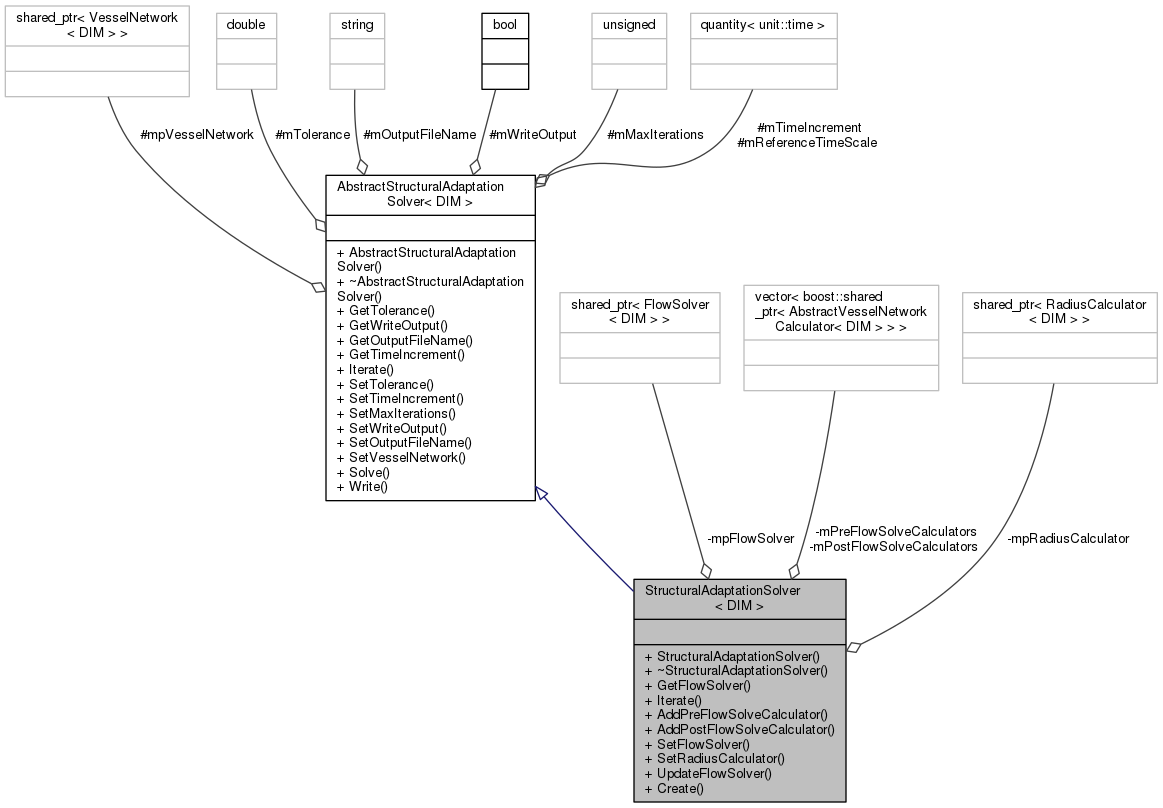 shared_ptr< VesselNetwork
< DIM > >
double
string
bool
unsigned
quantity< unit::time >
#mpVesselNetwork
#mTolerance
#mOutputFileName
#mWriteOutput
#mMaxIterations
#mTimeIncrement
#mReferenceTimeScale
AbstractStructuralAdaptation
Solver< DIM >
+ AbstractStructuralAdaptation
Solver()
+ ~AbstractStructuralAdaptation
Solver()
+ GetTolerance()
+ GetWriteOutput()
+ GetOutputFileName()
+ GetTimeIncrement()
+ Iterate()
+ SetTolerance()
+ SetTimeIncrement()
+ SetMaxIterations()
+ SetWriteOutput()
+ SetOutputFileName()
+ SetVesselNetwork()
+ Solve()
+ Write()
shared_ptr< FlowSolver
< DIM > >
vector< boost::shared
_ptr< AbstractVesselNetwork
Calculator< DIM > > >
shared_ptr< RadiusCalculator
< DIM > >
-mpFlowSolver
-mPreFlowSolveCalculators
-mPostFlowSolveCalculators
-mpRadiusCalculator
StructuralAdaptationSolver
< DIM >
+ StructuralAdaptationSolver()
+ ~StructuralAdaptationSolver()
+ GetFlowSolver()
+ Iterate()
+ AddPreFlowSolveCalculator()
+ AddPostFlowSolveCalculator()
+ SetFlowSolver()
+ SetRadiusCalculator()
+ UpdateFlowSolver()
+ Create()